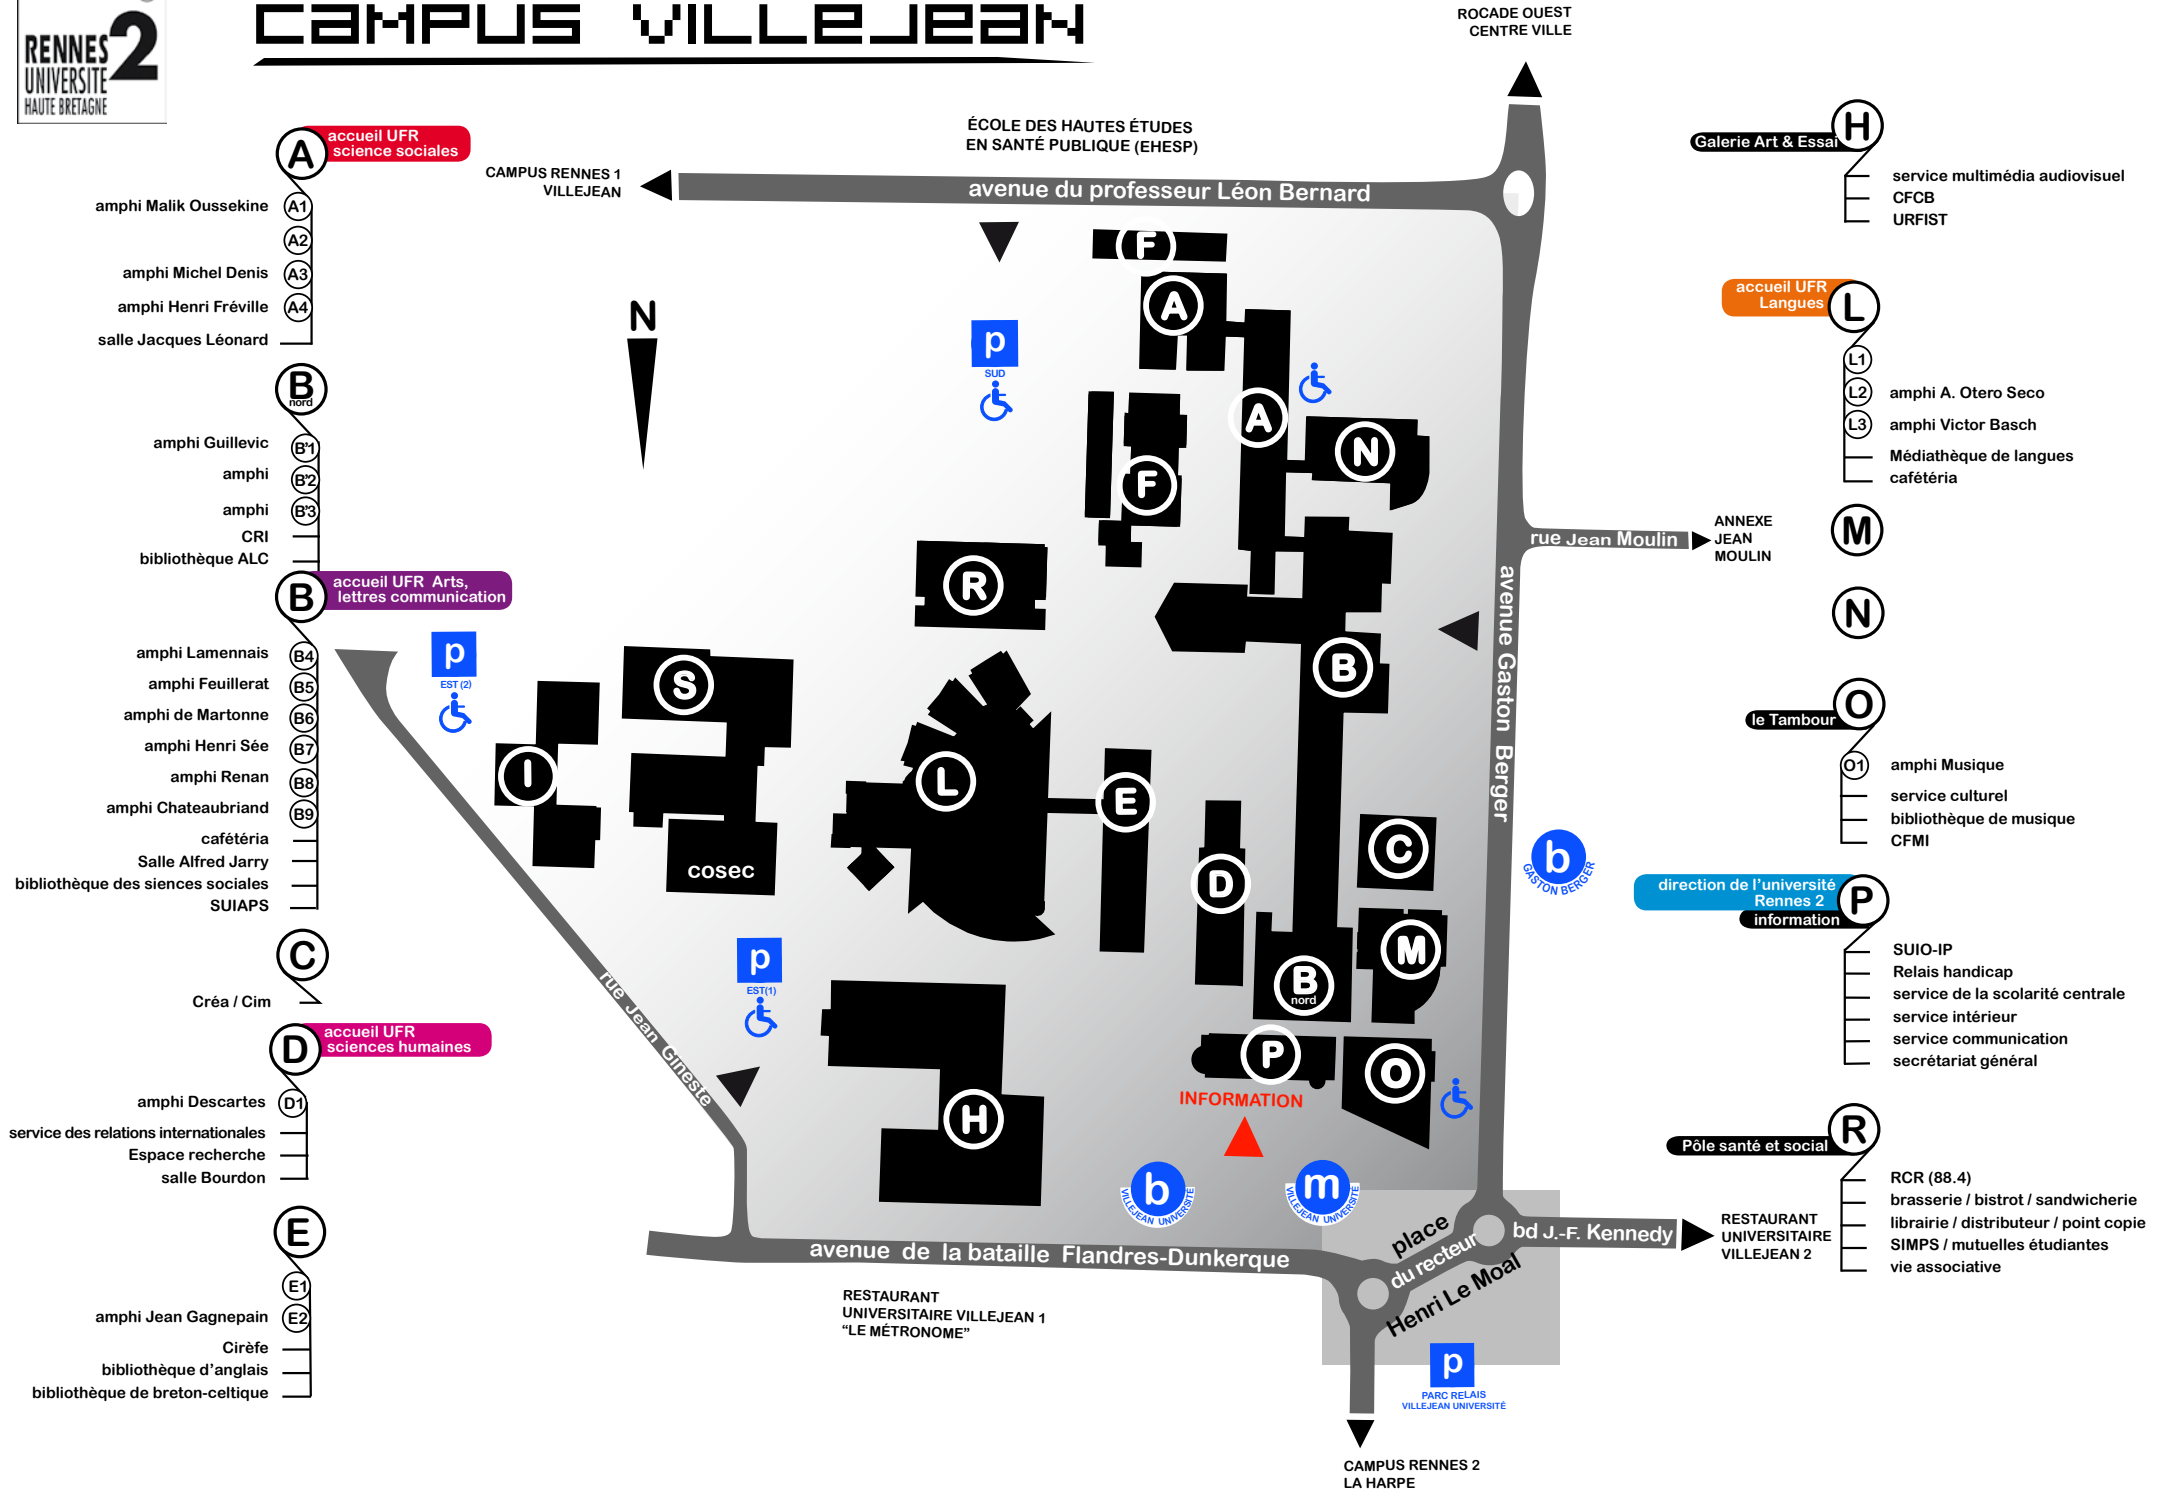 RENNES 2
UNIVERSITE
HAUTE BRETAGNE
CAMPUS VILLEJEAN
A
accueil UFR
science sociales
amphi Malik Oussekine A1
A2
amphi Michel Denis A3
amphi Henri Fréville A4
salle Jacques Léonard
B
nord
amphi Guillevic B'1
amphi B'2
amphi B'3
CRI
bibliothèque ALC
B
accueil UFR Arts,
lettres communication
amphi Lamennais B4
amphi Feuillerat B5
amphi de Martonne B6
amphi Henri Sée B7
amphi Renan B8
amphi Chateaubriand B9
cafétéria
Salle Alfred Jarry
bibliothèque des siences sociales
SUIAPS
C
Créa / Cim
D
accueil UFR
sciences humaines
amphi Descartes D1
service des relations internationales
Espace recherche
salle Bourdon
E
E1
amphi Jean Gagnepain E2
Cirèfe
bibliothèque d'anglais
bibliothèque de breton-celtique
ROCADE OUEST
CENTRE VILLE
ÉCOLE DES HAUTES ÉTUDES
EN SANTÉ PUBLIQUE (EHESP)
CAMPUS RENNES 1
VILLEJEAN
avenue du professeur Léon Bernard
N
p
SUD
F
A
A
N
F
R
B
p
EST (2)
S
I
L
E
cosec
C
D
M
B
nord
p
EST(1)
P
O
H
INFORMATION
rue Jean Gineste
avenue Gaston Berger
rue Jean Moulin
ANNEXE
JEAN
MOULIN
b
GASTON BERGER
b
VILLEJEAN UNIVERSITÉ
m
VILLEJEAN UNIVERSITÉ
avenue de la bataille Flandres-Dunkerque
place
du recteur
Henri Le Moal
bd J.-F. Kennedy
RESTAURANT
UNIVERSITAIRE
VILLEJEAN 2
RESTAURANT
UNIVERSITAIRE VILLEJEAN 1
“LE MÉTRONOME”
p
PARC RELAIS
VILLEJEAN UNIVERSITÉ
CAMPUS RENNES 2
LA HARPE
H
Galerie Art & Essai
service multimédia audiovisuel
CFCB
URFIST
accueil UFR
Langues
L
L1
L2 amphi A. Otero Seco
L3 amphi Victor Basch
Médiathèque de langues
cafétéria
M
N
O
le Tambour
O1 amphi Musique
service culturel
bibliothèque de musique
CFMI
direction de l'université
Rennes 2
P
information
SUIO-IP
Relais handicap
service de la scolarité centrale
service intérieur
service communication
secrétariat général
R
Pôle santé et social
RCR (88.4)
brasserie / bistrot / sandwicherie
librairie / distributeur / point copie
SIMPS / mutuelles étudiantes
vie associative